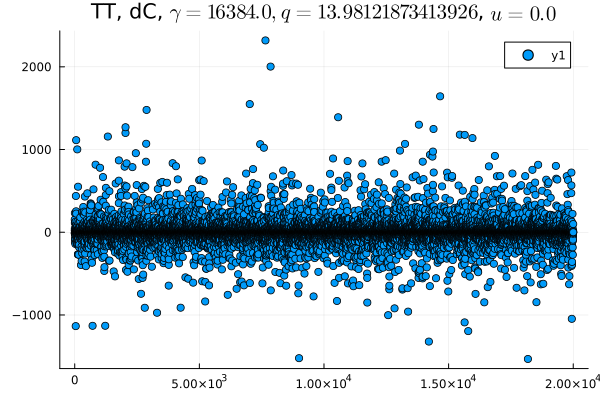 TT, dC, γ = 16384.0, q = 13.98121873413926, u = 0.0
y1
2000
1000
0
−1000
0 5.00×10³ 1.00×10⁴ 1.50×10⁴ 2.00×10⁴